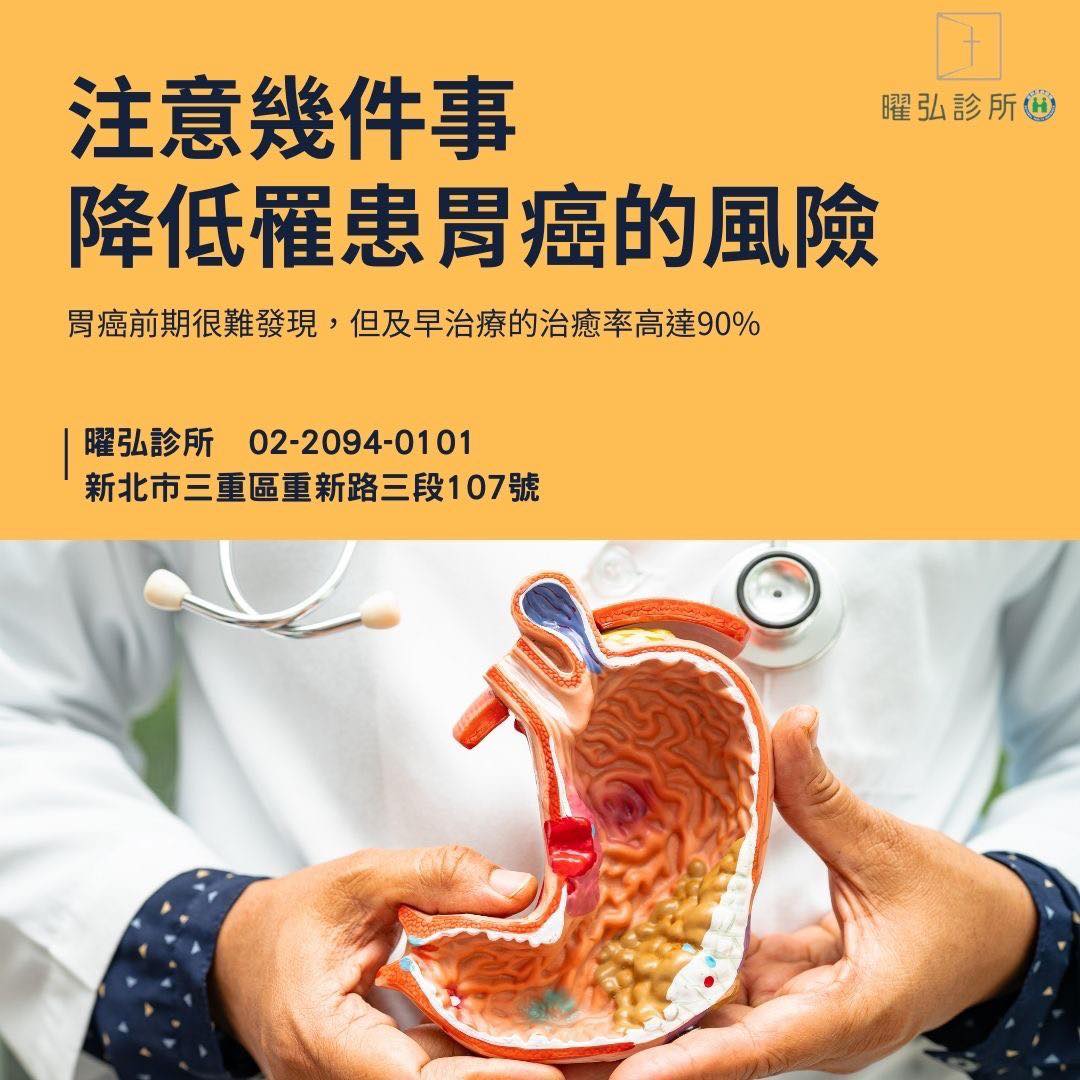 曜弘診所
注意幾件事
降低罹患胃癌的風險
胃癌前期很難發現，但及早治療的治癒率高達90%
曜弘診所 02-2094-0101
新北市三重區重新路三段107號